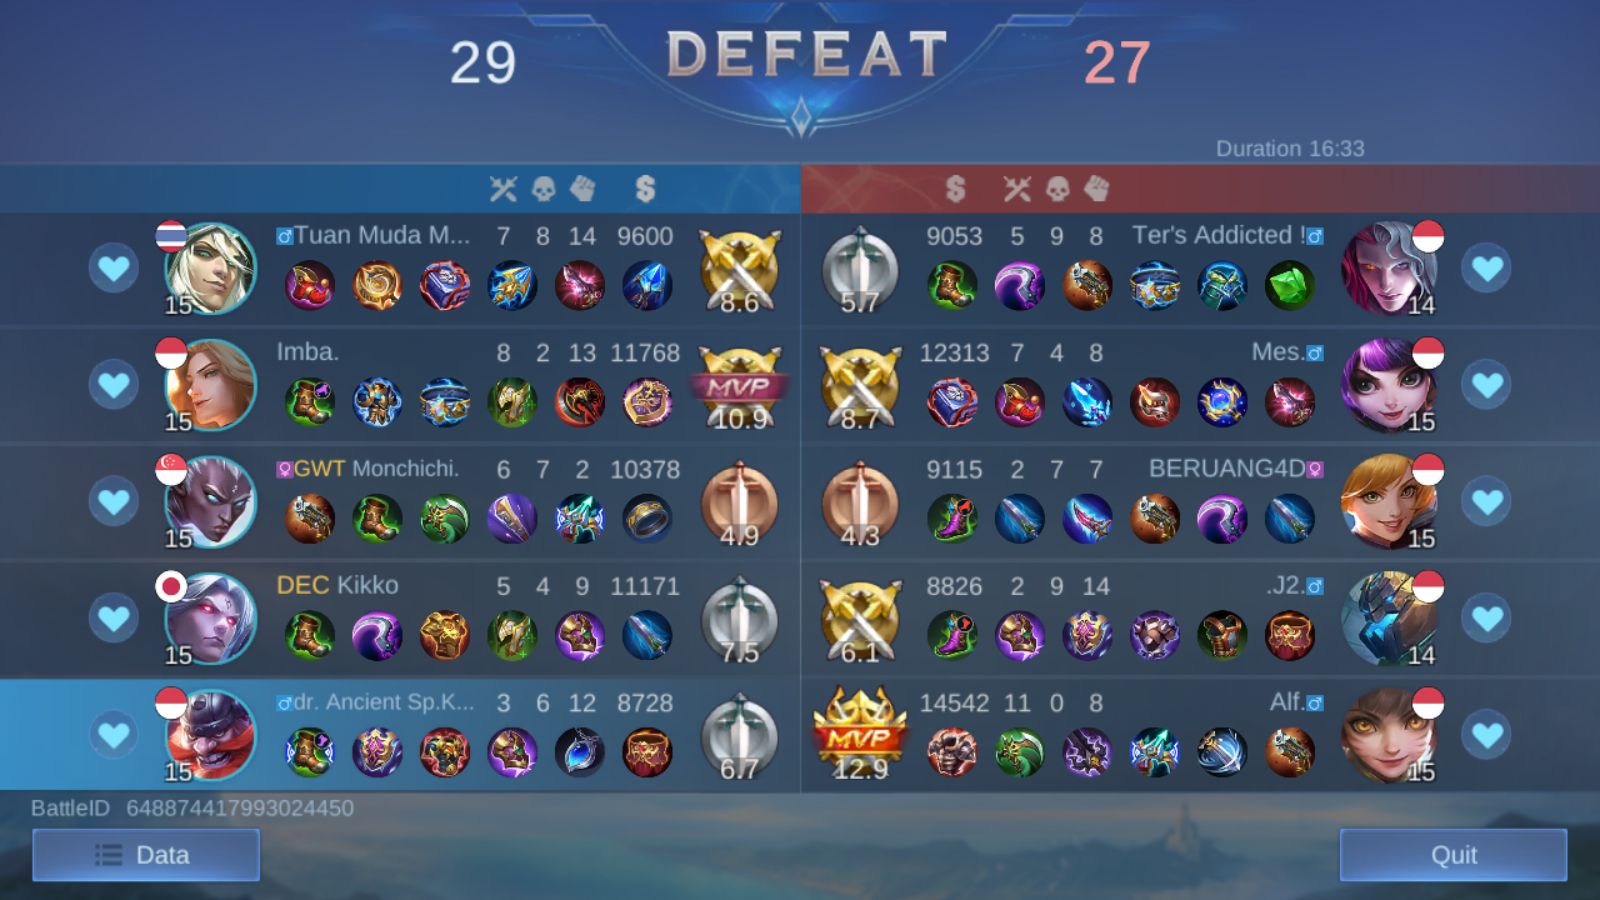 29 DEFEAT 27
Duration 16:33
Tuan Muda M... 7 8 14 9600
15 8.6
9053 5 9 8 Ter's Addicted !
5.7 14
Imba. 8 2 13 11768
15 MVP 10.9
12313 7 4 8 Mes.
8.7 15
GWT Monchichi. 6 7 2 10378
15 4.9
9115 2 7 7 BERUANG4D
4.3 15
DEC Kikko 5 4 9 11171
15 7.5
8826 2 9 14 .J2.
6.1 14
dr. Ancient Sp.K... 3 6 12 8728
15 6.7
14542 11 0 8 Alf.
MVP 12.9 15
BattleID 648874417993024450
Data Quit